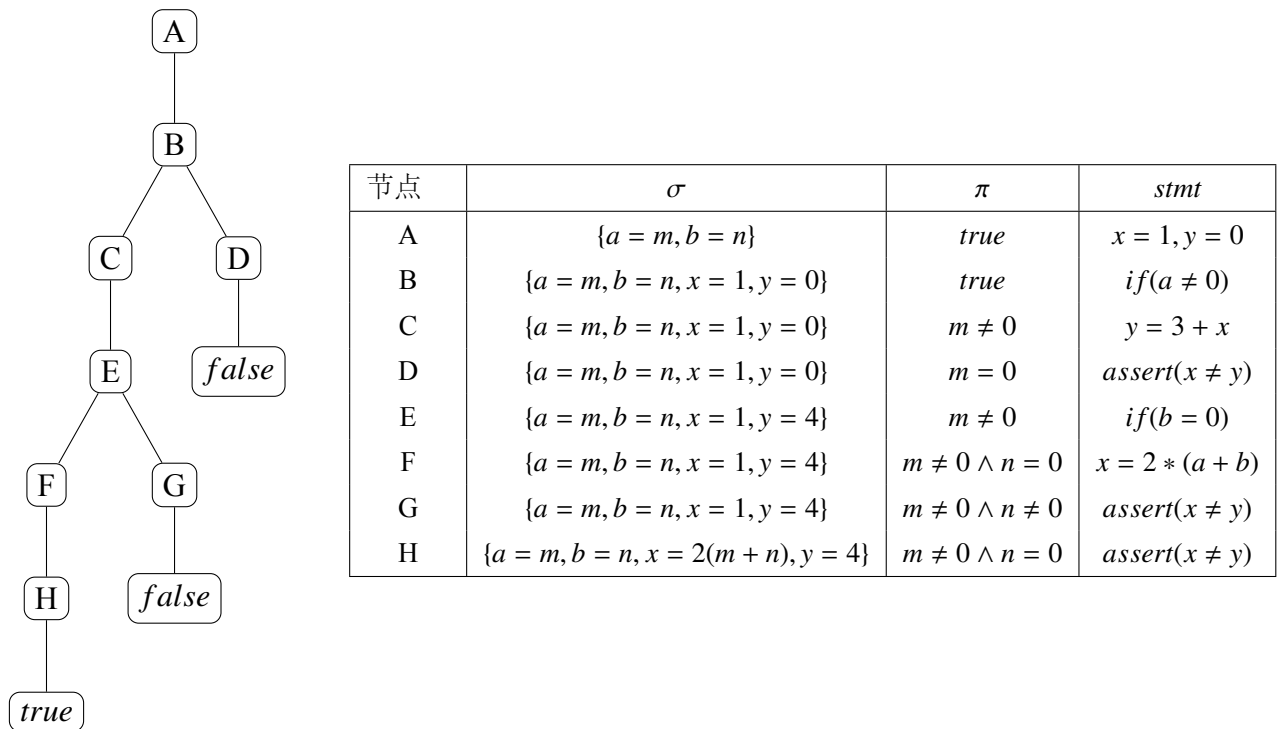 A
B
C D
E false
F G
H false
true
节点 σ π stmt
A {a = m, b = n} true x = 1, y = 0
B {a = m, b = n, x = 1, y = 0} true if(a ≠ 0)
C {a = m, b = n, x = 1, y = 0} m ≠ 0 y = 3 + x
D {a = m, b = n, x = 1, y = 0} m = 0 assert(x ≠ y)
E {a = m, b = n, x = 1, y = 4} m ≠ 0 if(b = 0)
F {a = m, b = n, x = 1, y = 4} m ≠ 0 ∧ n = 0 x = 2 ∗ (a + b)
G {a = m, b = n, x = 1, y = 4} m ≠ 0 ∧ n ≠ 0 assert(x ≠ y)
H {a = m, b = n, x = 2(m + n), y = 4} m ≠ 0 ∧ n = 0 assert(x ≠ y)